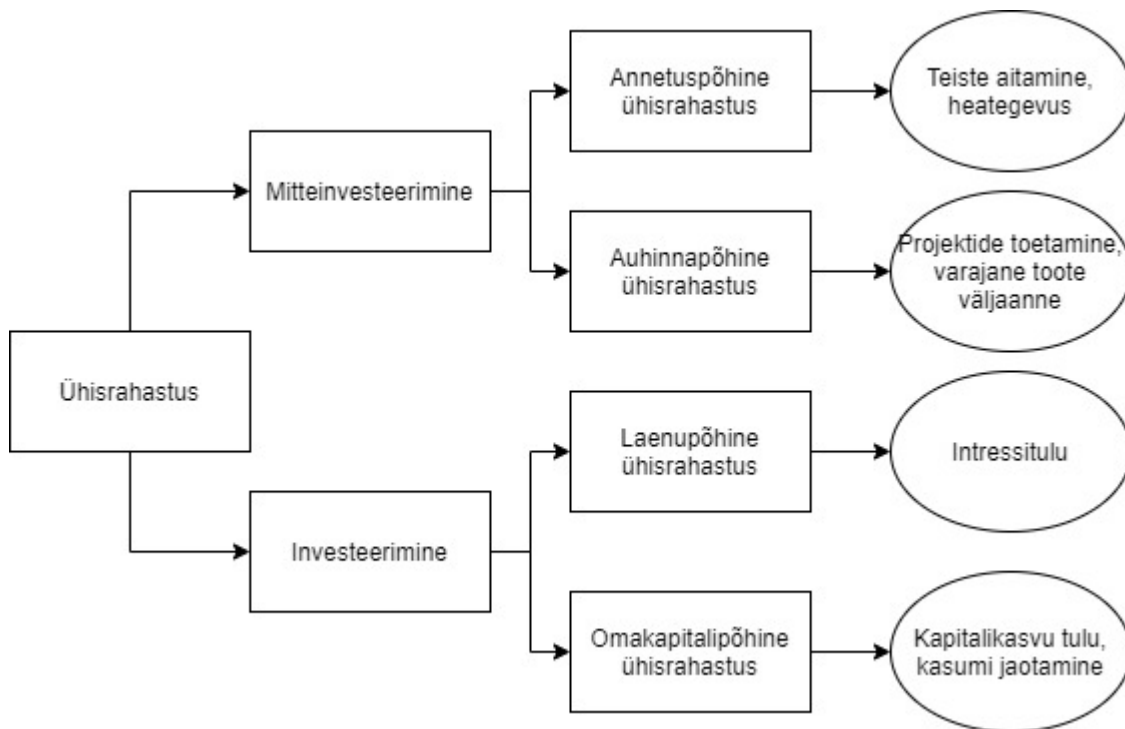 Annetuspõhine
ühisrahastus
Teiste aitamine,
heategevus
Mitteinvesteerimine
Auhinnapõhine
ühisrahastus
Projektide toetamine,
varajane toote
väljaanne
Ühisrahastus
Laenupõhine
ühisrahastus
Intressitulu
Investeerimine
Omakapitalipõhine
ühisrahastus
Kapitalikasvu tulu,
kasumi jaotamine